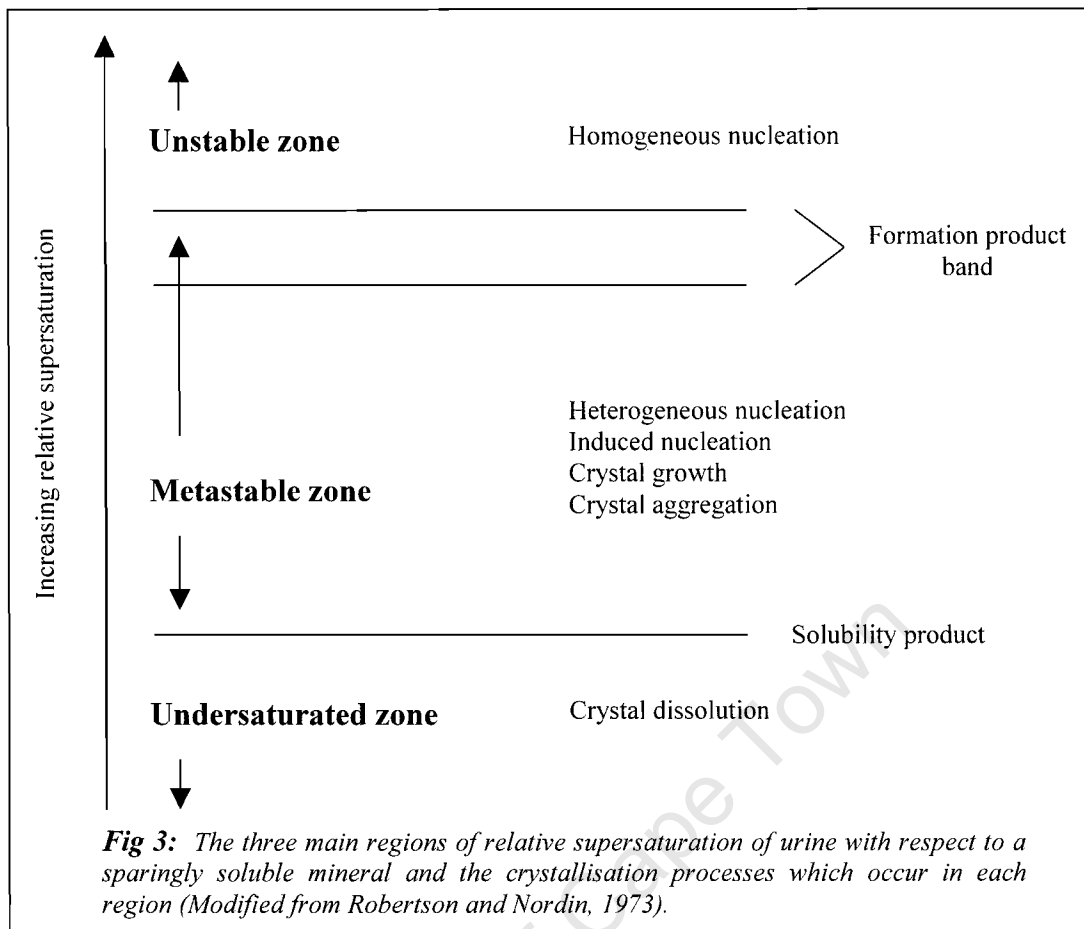 Increasing relative supersaturation
Unstable zone
Homogeneous nucleation
Formation product
band
Heterogeneous nucleation
Induced nucleation
Crystal growth
Crystal aggregation
Metastable zone
Solubility product
Undersaturated zone
Crystal dissolution
Fig 3: The three main regions of relative supersaturation of urine with respect to a
sparingly soluble mineral and the crystallisation processes which occur in each
region (Modified from Robertson and Nordin, 1973).
Cape Town